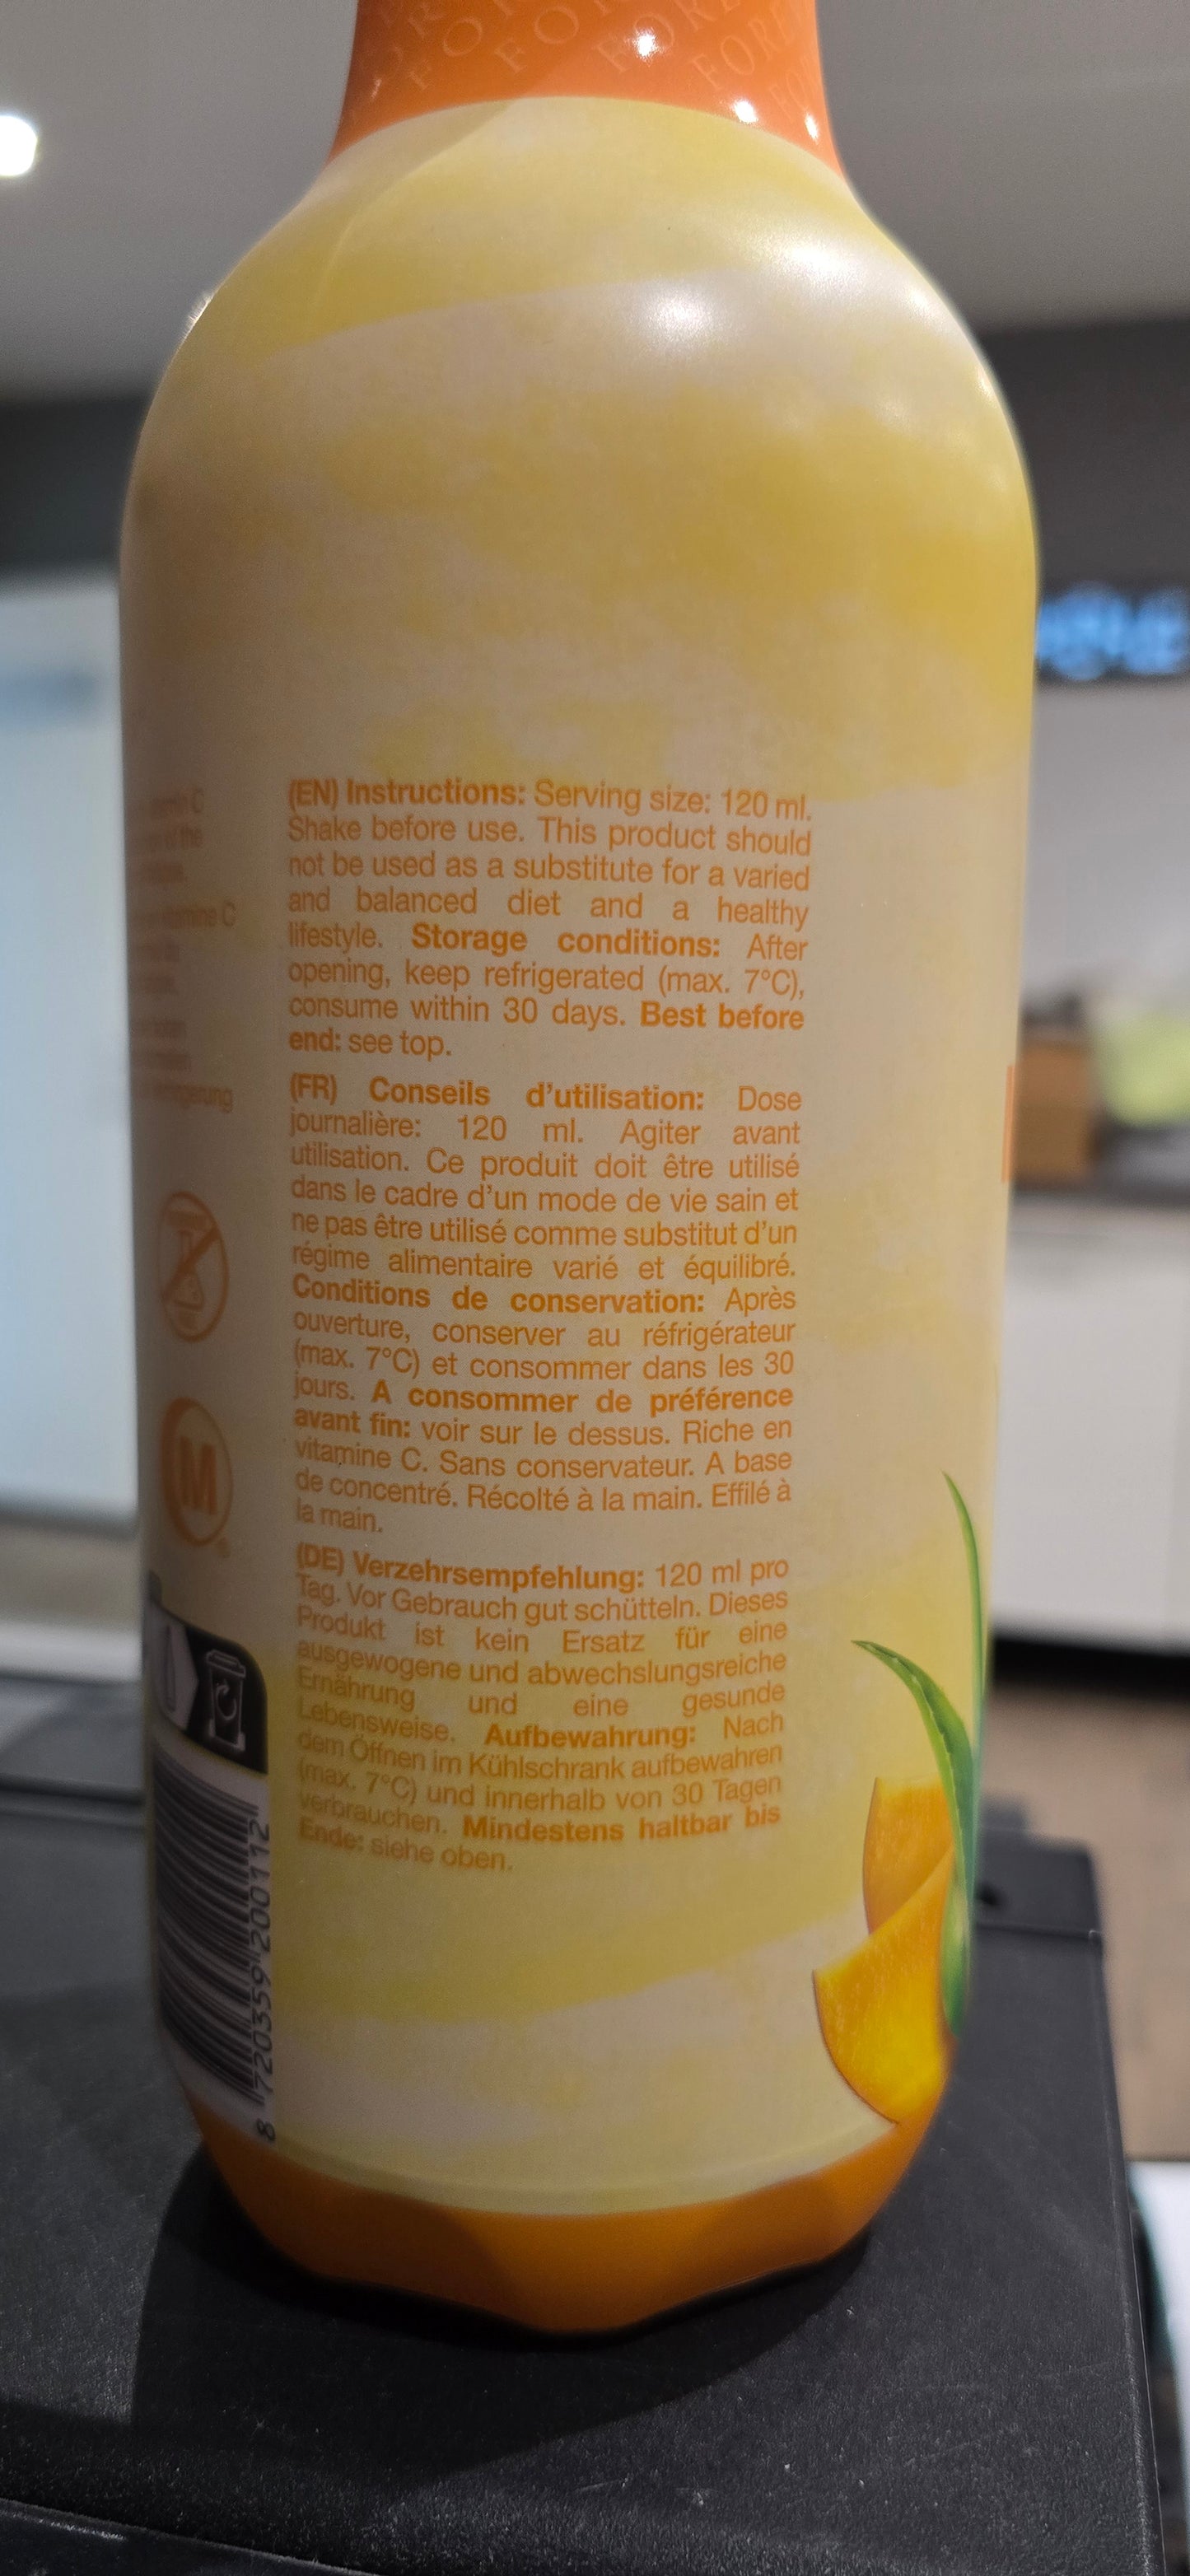 FORE
(EN) Instructions: Serving size: 120 ml.
Shake before use. This product should
not be used as a substitute for a varied
and balanced diet and a healthy
lifestyle. Storage conditions: After
opening, keep refrigerated (max. 7°C),
consume within 30 days. Best before
end: see top.
(FR) Conseils d'utilisation: Dose
journalière: 120 ml. Agiter avant
utilisation. Ce produit doit être utilisé
dans le cadre d'un mode de vie sain et
ne pas être utilisé comme substitut d'un
régime alimentaire varié et équilibré.
Conditions de conservation: Après
ouverture, conserver au réfrigérateur
(max. 7°C) et consommer dans les 30
jours. A consommer de préférence
avant fin: voir sur le dessus. Riche en
vitamine C. Sans conservateur. A base
de concentré. Récolté à la main. Effilé à
la main.
(DE) Verzehrsempfehlung: 120 ml pro
Tag. Vor Gebrauch gut schütteln. Dieses
Produkt ist kein Ersatz für eine
ausgewogene und abwechslungsreiche
Ernährung und eine gesunde
Lebensweise. Aufbewahrung: Nach
dem Öffnen im Kühlschrank aufbewahren
(max. 7°C) und innerhalb von 30 Tagen
verbrauchen. Mindestens haltbar bis
Ende: siehe oben.
M
8 720359 200112